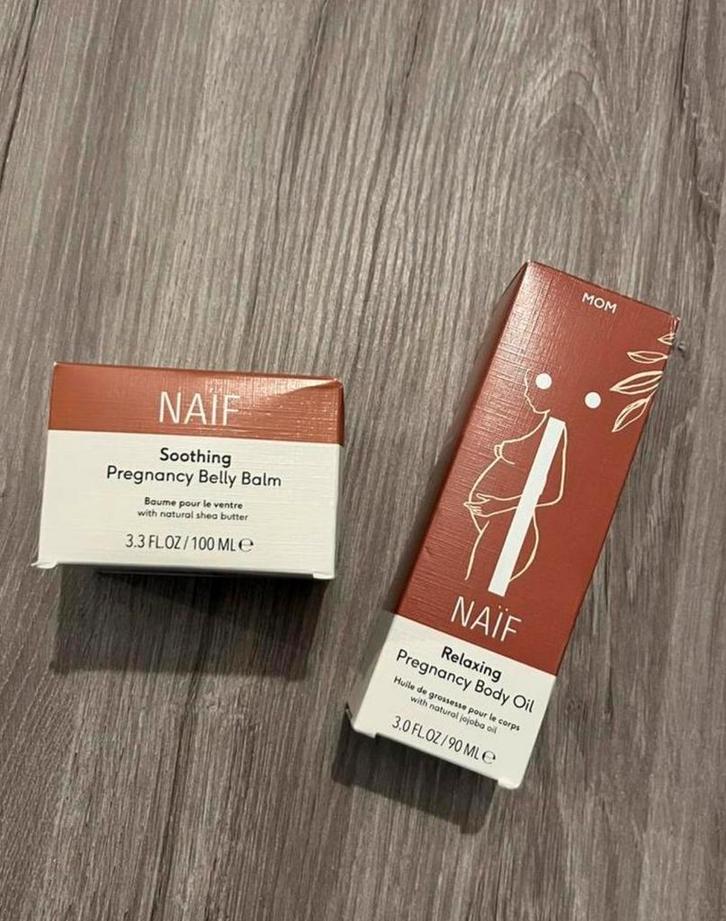 NAÏF
Soothing
Pregnancy Belly Balm
Baume pour le ventre
with natural shea butter
3.3 FL.OZ / 100 ML ℮
MOM
NAÏF
Relaxing
Pregnancy Body Oil
Huile de grossesse pour le corps
with natural jojoba oil
3.0 FL.OZ / 90 ML ℮